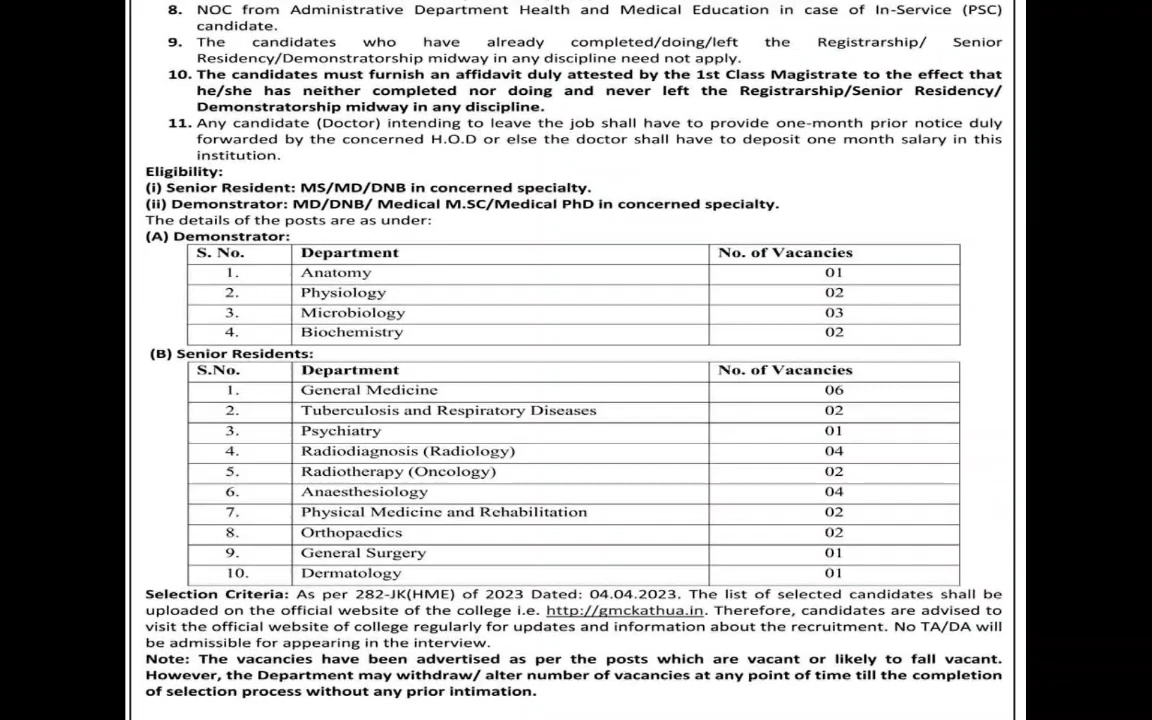 8. NOC from Administrative Department Health and Medical Education in case of In-Service (PSC)
candidate.
9. The candidates who have already completed/doing/left the Registrarship/ Senior
Residency/Demonstratorship midway in any discipline need not apply.
10. The candidates must furnish an affidavit duly attested by the 1st Class Magistrate to the effect that
he/she has neither completed nor doing and never left the Registrarship/Senior Residency/
Demonstratorship midway in any discipline.
11. Any candidate (Doctor) intending to leave the job shall have to provide one-month prior notice duly
forwarded by the concerned H.O.D or else the doctor shall have to deposit one month salary in this
institution.
Eligibility:
(i) Senior Resident: MS/MD/DNB in concerned specialty.
(ii) Demonstrator: MD/DNB/ Medical M.SC/Medical PhD in concerned specialty.
The details of the posts are as under:
(A) Demonstrator:
S. No. Department No. of Vacancies
1. Anatomy 01
2. Physiology 02
3. Microbiology 03
4. Biochemistry 02
(B) Senior Residents:
S.No. Department No. of Vacancies
1. General Medicine 06
2. Tuberculosis and Respiratory Diseases 02
3. Psychiatry 01
4. Radiodiagnosis (Radiology) 04
5. Radiotherapy (Oncology) 02
6. Anaesthesiology 04
7. Physical Medicine and Rehabilitation 02
8. Orthopaedics 02
9. General Surgery 01
10. Dermatology 01
Selection Criteria: As per 282-JK(HME) of 2023 Dated: 04.04.2023. The list of selected candidates shall be
uploaded on the official website of the college i.e. http://gmckathua.in. Therefore, candidates are advised to
visit the official website of college regularly for updates and information about the recruitment. No TA/DA will
be admissible for appearing in the interview.
Note: The vacancies have been advertised as per the posts which are vacant or likely to fall vacant.
However, the Department may withdraw/ alter number of vacancies at any point of time till the completion
of selection process without any prior intimation.